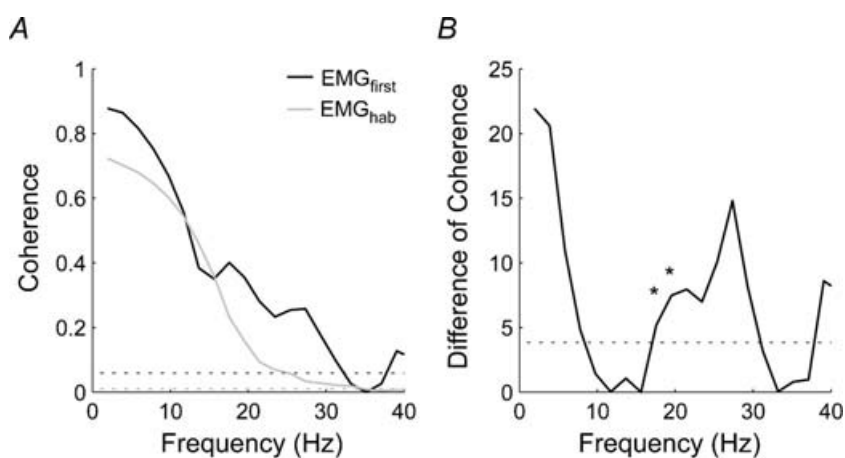 A
B
1
0.8
0.6
0.4
0.2
0
Coherence
EMGfirst
EMGhab
0 10 20 30 40
Frequency (Hz)
25
20
15
10
5
0
Difference of Coherence
*
*
0 10 20 30 40
Frequency (Hz)